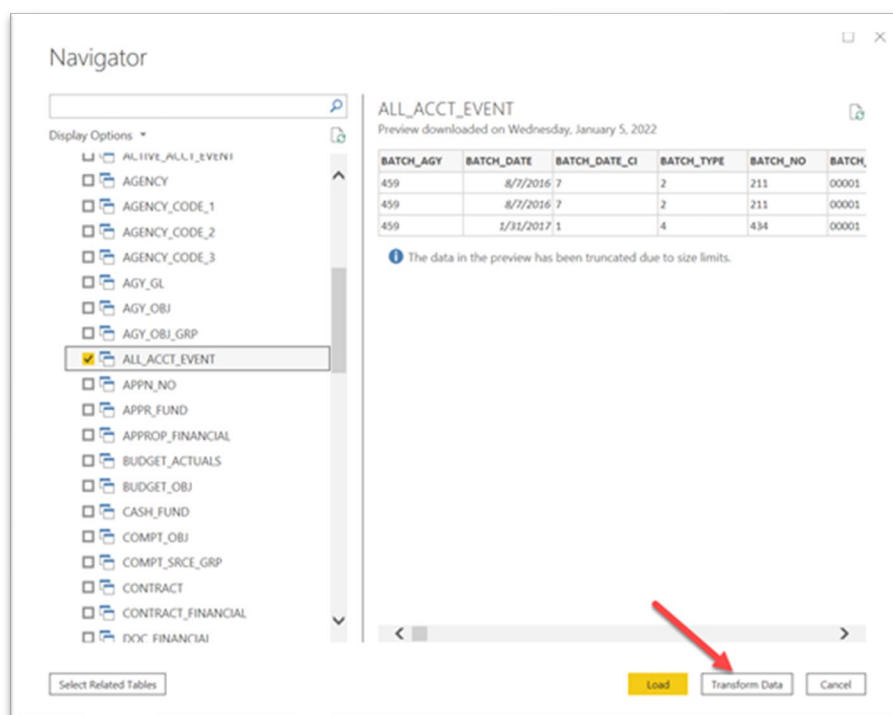 Navigator
Display Options
ACTIVE_ACCT_EVENT
AGENCY
AGENCY_CODE_1
AGENCY_CODE_2
AGENCY_CODE_3
AGY_GL
AGY_OBJ
AGY_OBJ_GRP
ALL_ACCT_EVENT
APPN_NO
APPR_FUND
APPROP_FINANCIAL
BUDGET_ACTUALS
BUDGET_OBJ
CASH_FUND
COMPT_OBJ
COMPT_SRCE_GRP
CONTRACT
CONTRACT_FINANCIAL
DOC_FINANCIAL
ALL_ACCT_EVENT
Preview downloaded on Wednesday, January 5, 2022
BATCH_AGY BATCH_DATE BATCH_DATE_CI BATCH_TYPE BATCH_NO BATCH_
459 8/7/2016 7 2 211 00001
459 8/7/2016 7 2 211 00001
459 1/31/2017 1 4 434 00001
The data in the preview has been truncated due to size limits.
Select Related Tables
Load Transform Data Cancel